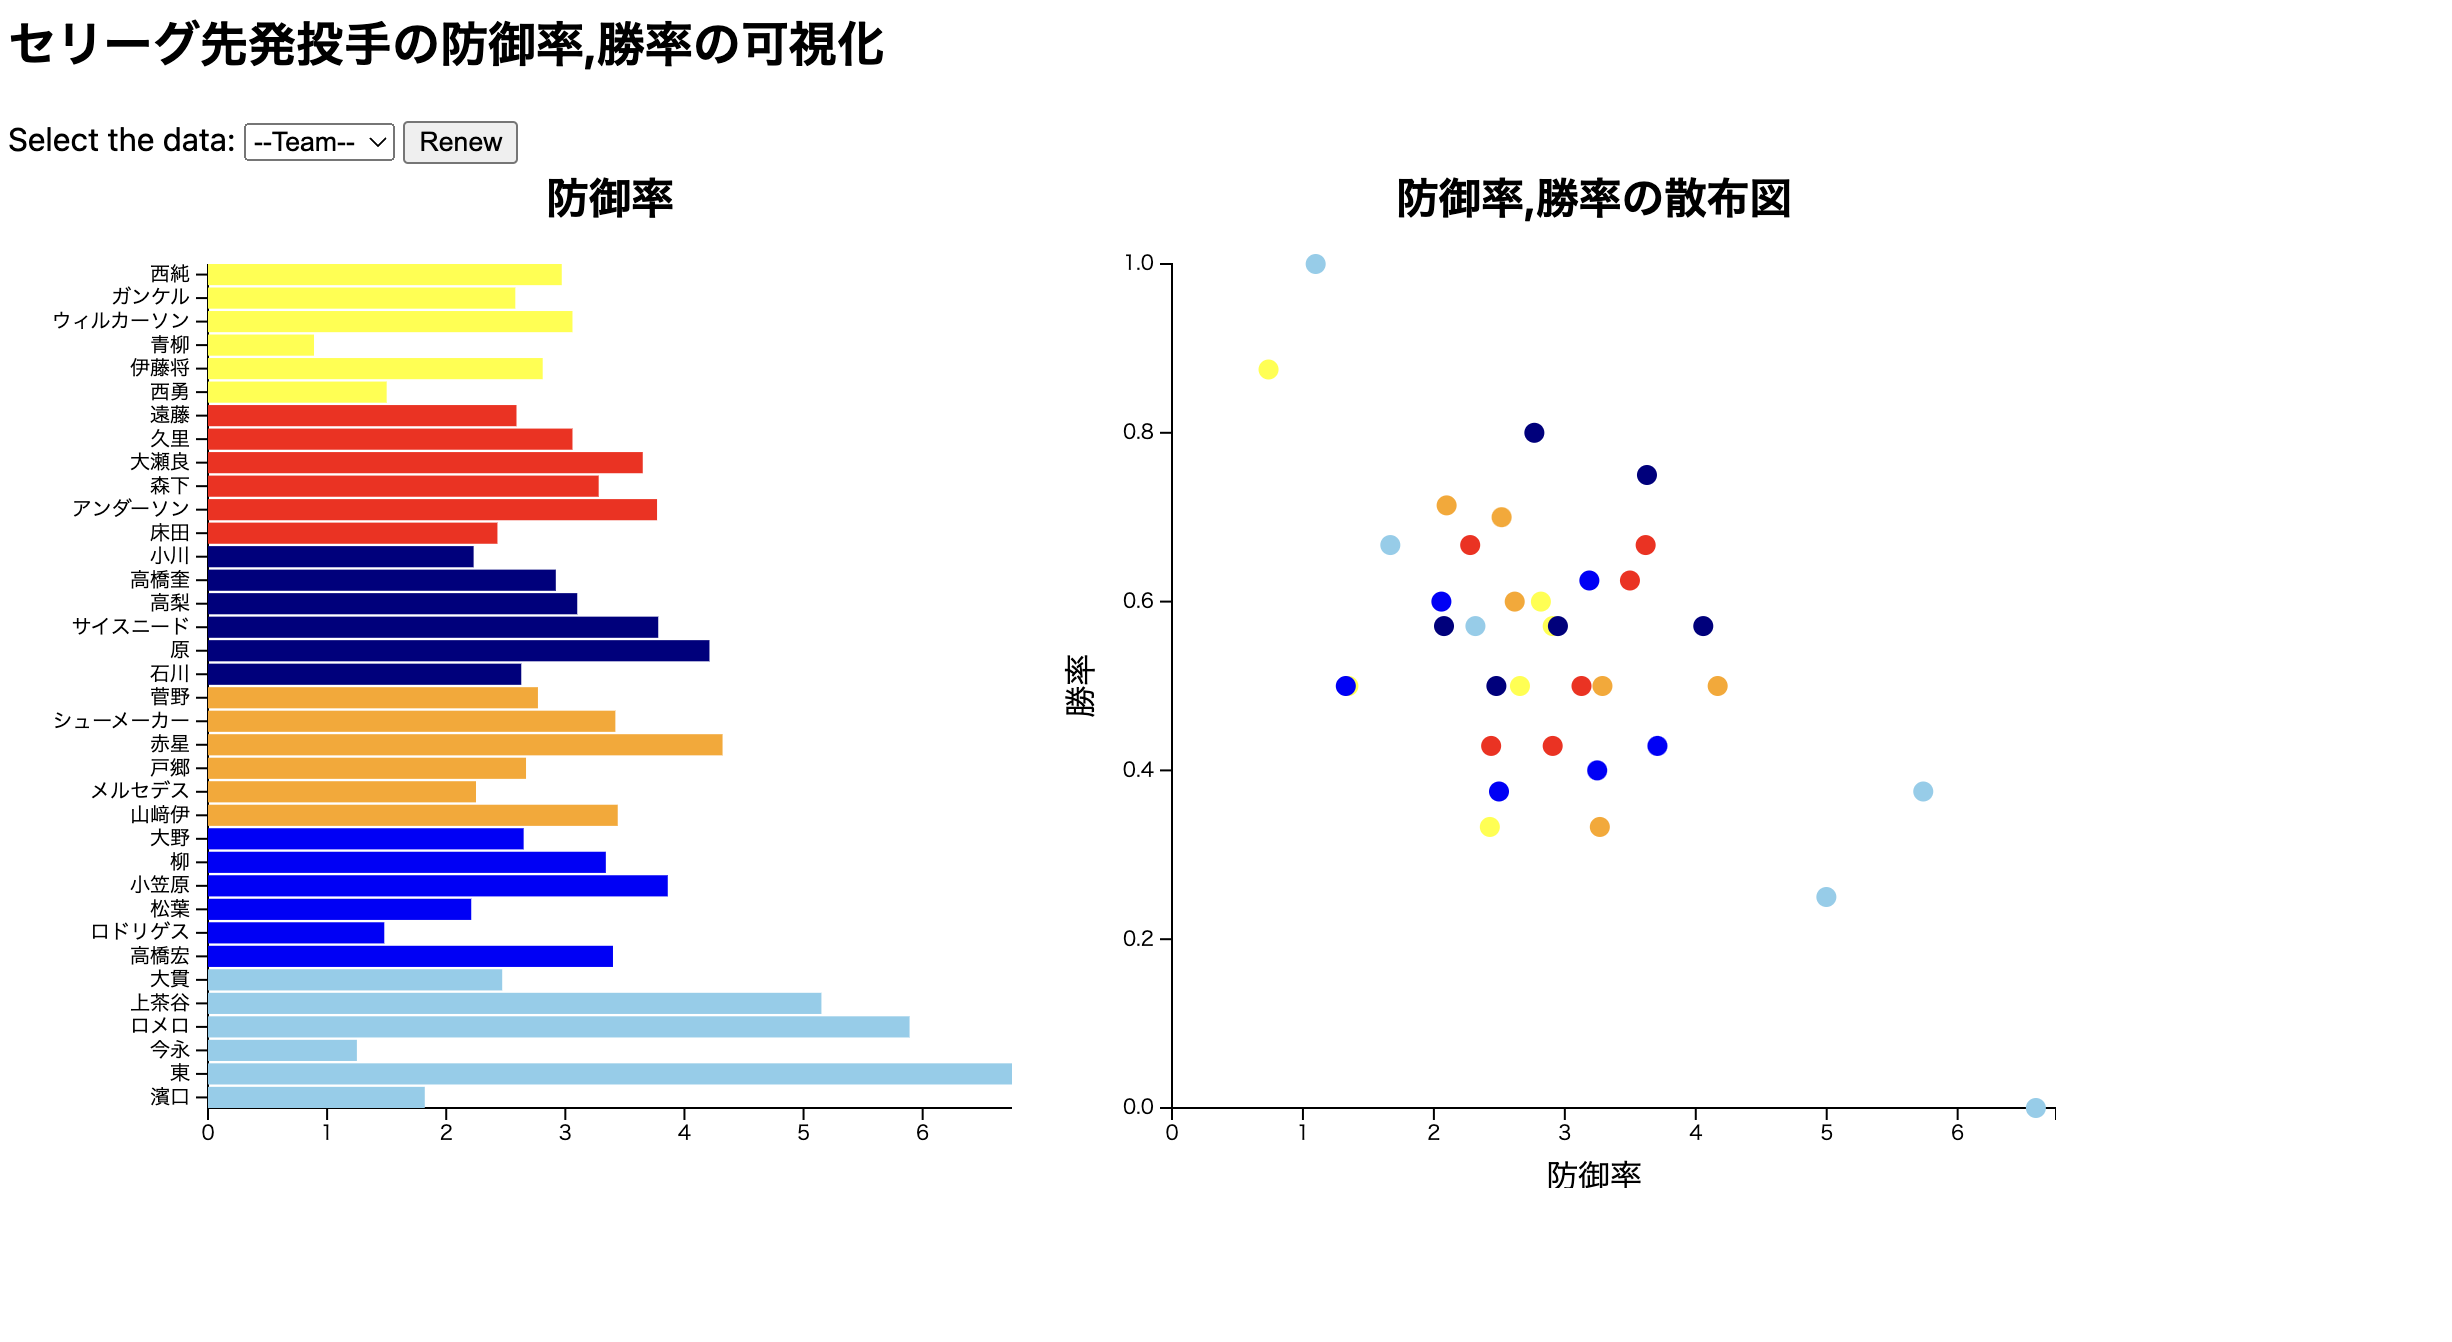 セリーグ先発投手の防御率,勝率の可視化
Select the data: --Team-- Renew
防御率
西純
ガンケル
ウィルカーソン
青柳
伊藤将
西勇
遠藤
久里
大瀬良
森下
アンダーソン
床田
小川
高橋奎
高梨
サイスニード
原
石川
菅野
シューメーカー
赤星
戸郷
メルセデス
山﨑伊
大野
柳
小笠原
松葉
ロドリゲス
高橋宏
大貫
上茶谷
ロメロ
今永
東
濱口
0 1 2 3 4 5 6
防御率,勝率の散布図
1.0
0.8
0.6
0.4
0.2
0.0
勝率
0 1 2 3 4 5 6
防御率